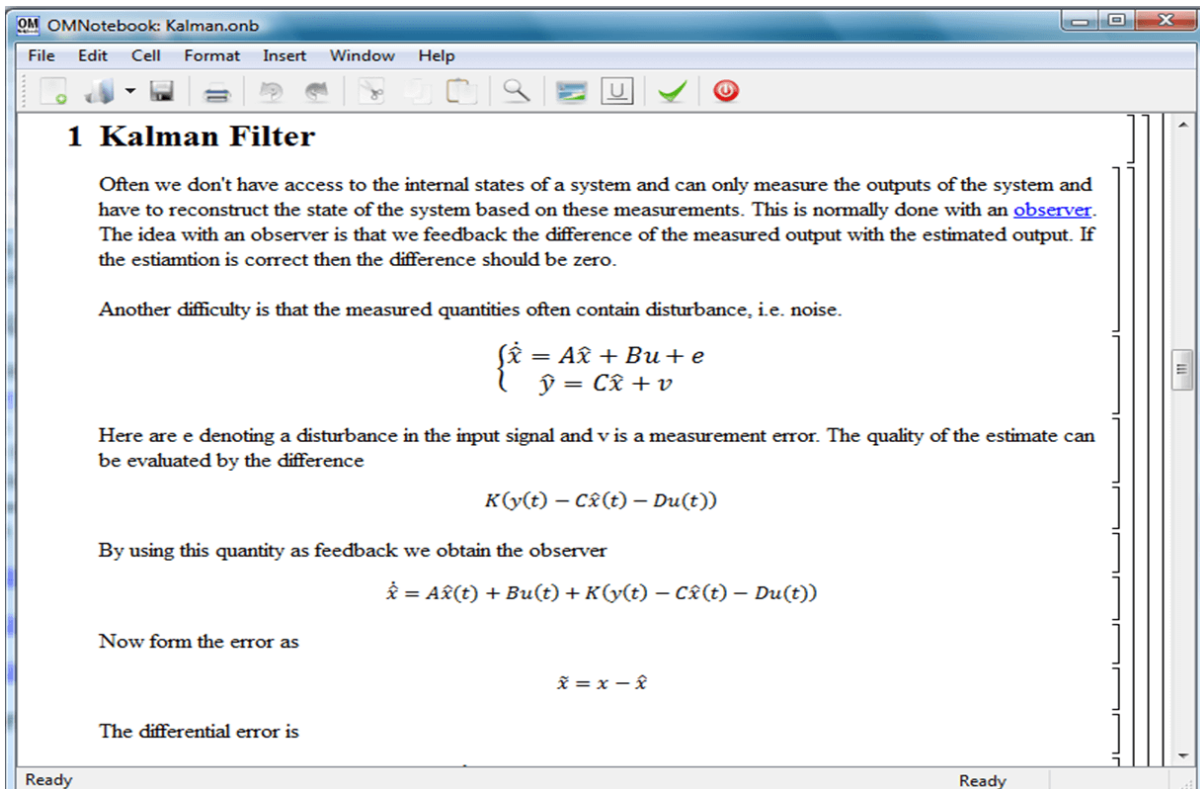 OMNotebook: Kalman.onb
File Edit Cell Format Insert Window Help
1 Kalman Filter
Often we don't have access to the internal states of a system and can only measure the outputs of the system and
have to reconstruct the state of the system based on these measurements. This is normally done with an observer.
The idea with an observer is that we feedback the difference of the measured output with the estimated output. If
the estiamtion is correct then the difference should be zero.
Another difficulty is that the measured quantities often contain disturbance, i.e. noise.
{ẋ̂ = Ax̂ + Bu + e
ŷ = Cx̂ + v
Here are e denoting a disturbance in the input signal and v is a measurement error. The quality of the estimate can
be evaluated by the difference
K(y(t) − Cx̂(t) − Du(t))
By using this quantity as feedback we obtain the observer
x̂̇ = Ax̂(t) + Bu(t) + K(y(t) − Cx̂(t) − Du(t))
Now form the error as
x̃ = x − x̂
The differential error is
Ready Ready